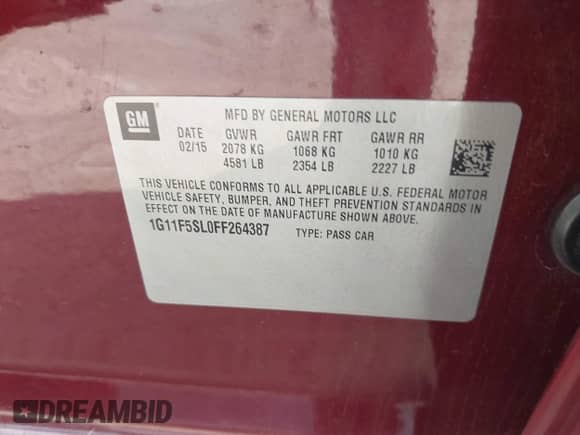 GM
MFD BY GENERAL MOTORS LLC
DATE GVWR GAWR FRT GAWR RR
02/15 2078 KG 1068 KG 1010 KG
4581 LB 2354 LB 2227 LB
THIS VEHICLE CONFORMS TO ALL APPLICABLE U.S. FEDERAL MOTOR
VEHICLE SAFETY, BUMPER, AND THEFT PREVENTION STANDARDS IN
EFFECT ON THE DATE OF MANUFACTURE SHOWN ABOVE.
1G11F5SL0FF264387 TYPE: PASS CAR
DREAMBID